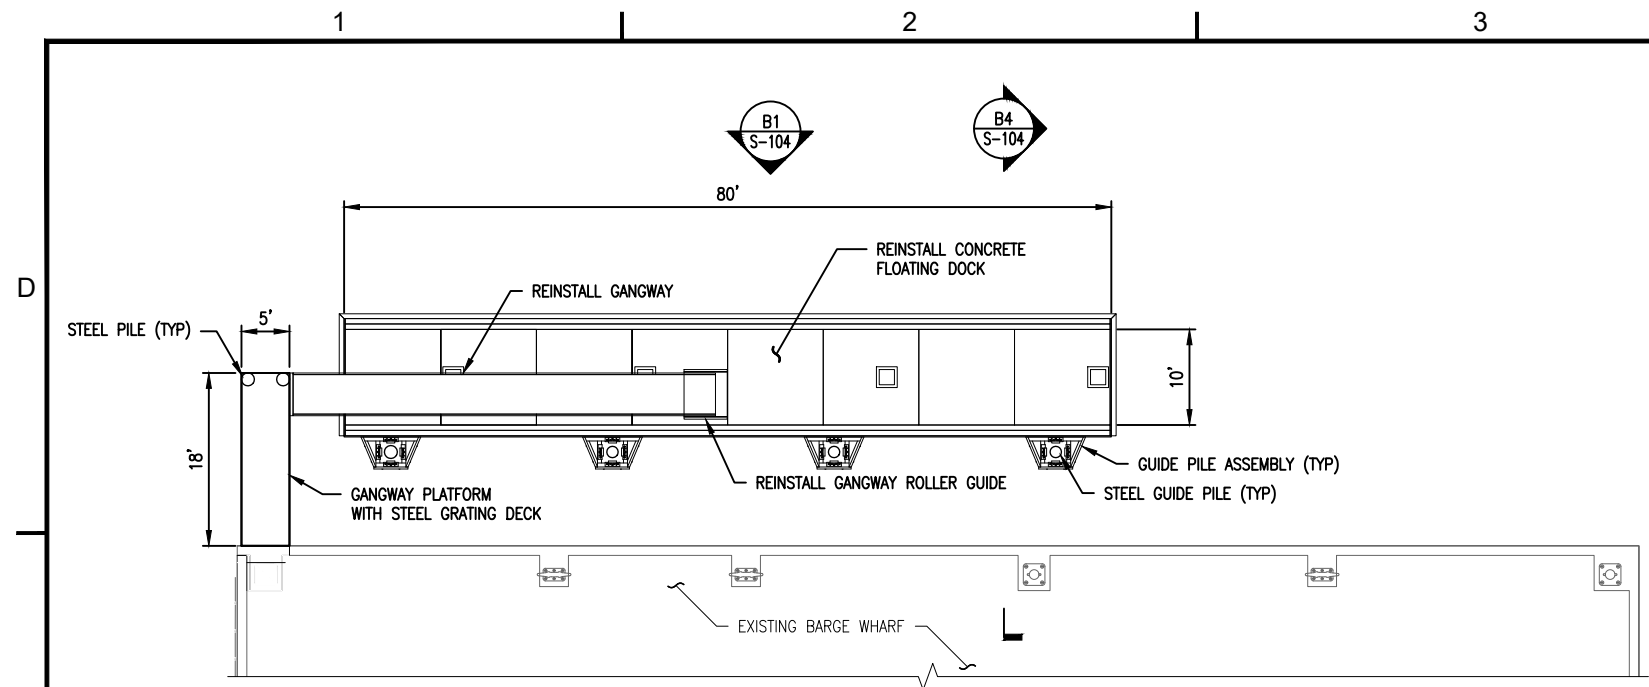 1
2
3
B1
S-104
B4
S-104
80'
REINSTALL CONCRETE
FLOATING DOCK
D
REINSTALL GANGWAY
5'
STEEL PILE (TYP)
10'
18'
GUIDE PILE ASSEMBLY (TYP)
REINSTALL GANGWAY ROLLER GUIDE
STEEL GUIDE PILE (TYP)
GANGWAY PLATFORM
WITH STEEL GRATING DECK
EXISTING BARGE WHARF